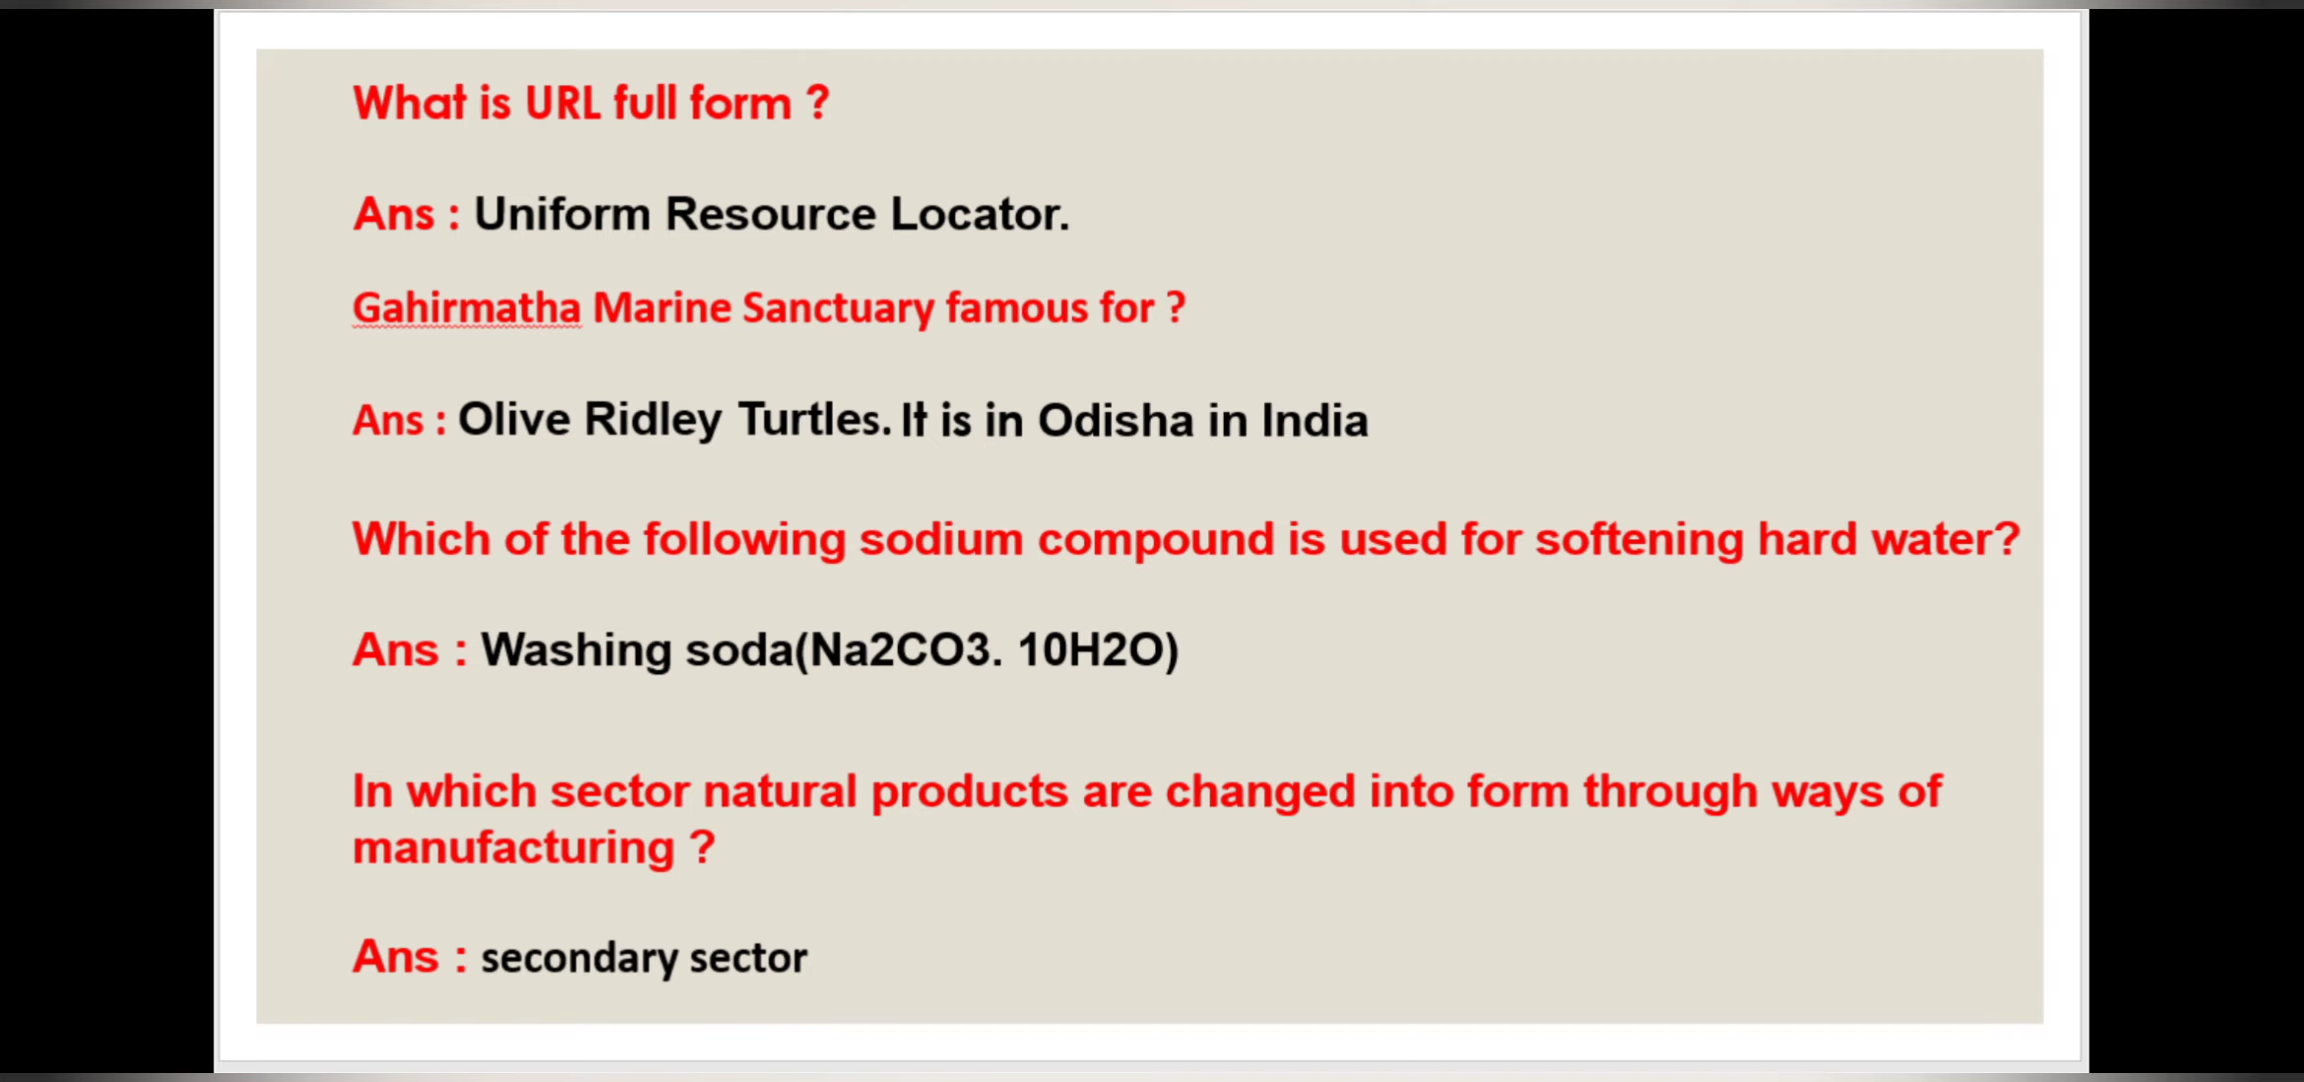 What is URL full form ?
Ans : Uniform Resource Locator.
Gahirmatha Marine Sanctuary famous for ?
Ans : Olive Ridley Turtles. It is in Odisha in India
Which of the following sodium compound is used for softening hard water?
Ans : Washing soda(Na2CO3. 10H2O)
In which sector natural products are changed into form through ways of
manufacturing ?
Ans : secondary sector